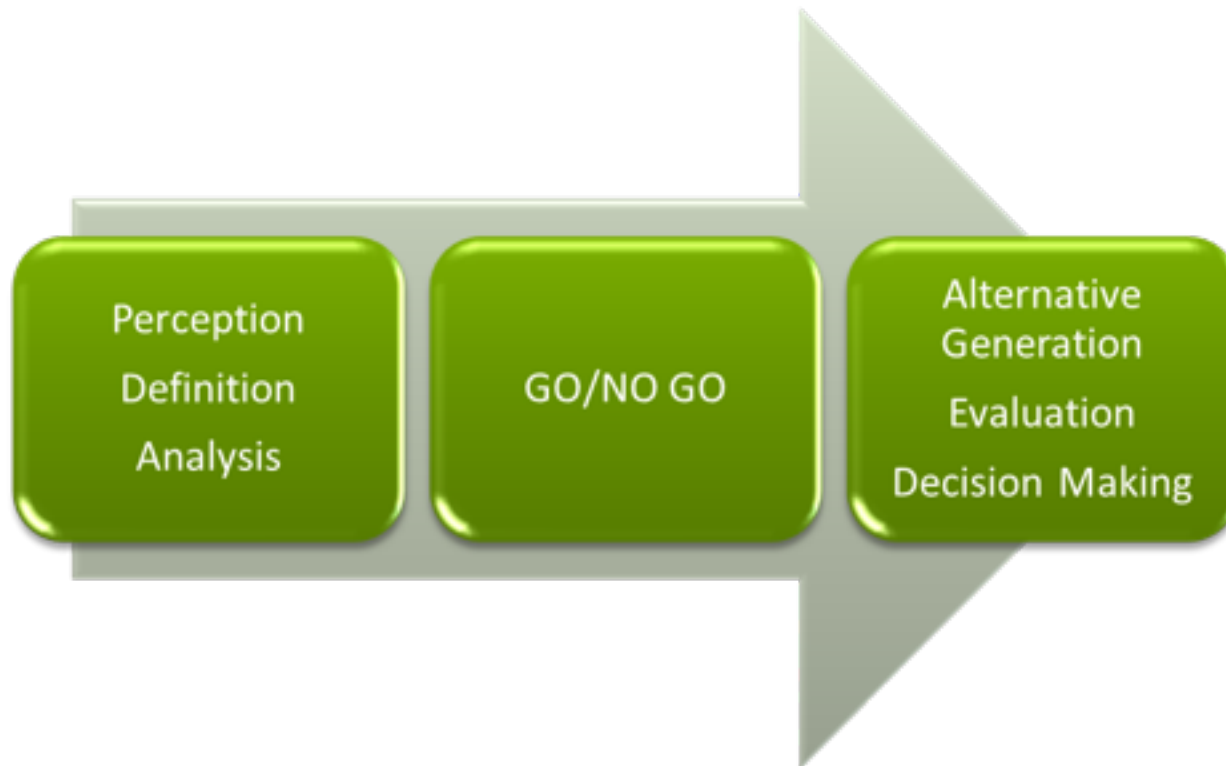 Perception
Definition
Analysis
GO/NO GO
Alternative
Generation
Evaluation
Decision Making